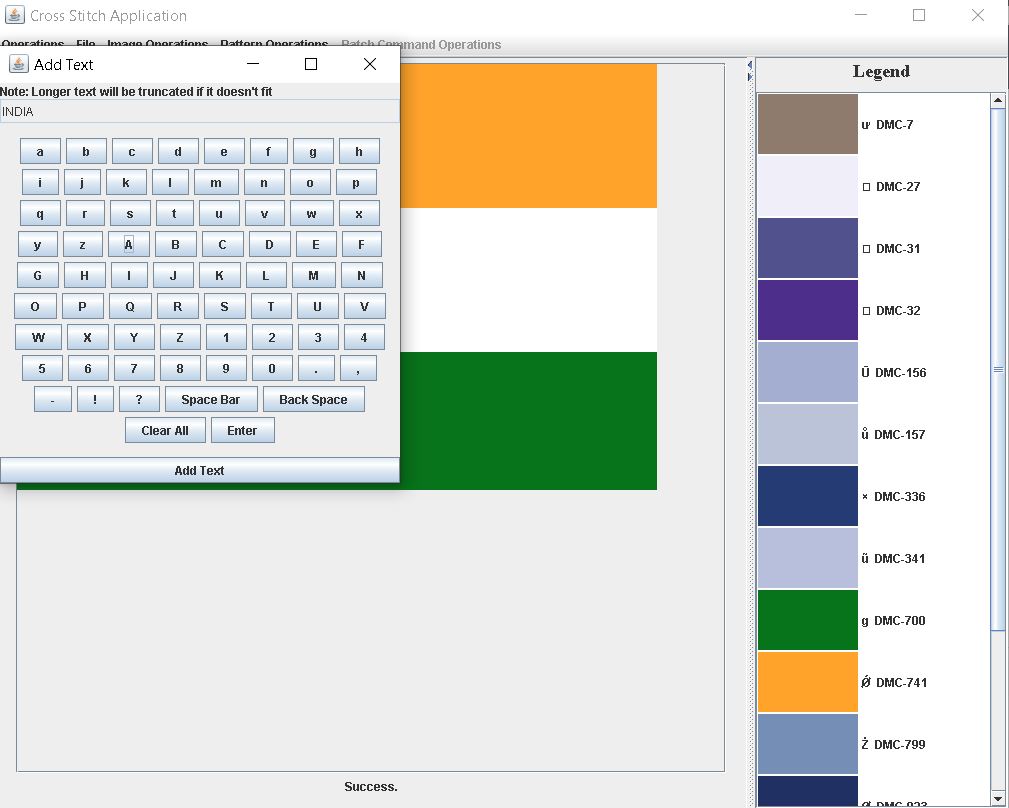 Cross Stitch Application
Operations File Image Operations Pattern Operations Batch Command Operations
Add Text
Note: Longer text will be truncated if it doesn't fit
INDIA
a b c d e f g h
i j k l m n o p
q r s t u v w x
y z A B C D E F
G H I J K L M N
O P Q R S T U V
W X Y Z 1 2 3 4
5 6 7 8 9 0 . ,
- ! ? Space Bar Back Space
Clear All Enter
Add Text
Success.
Legend
ư DMC-7
□ DMC-27
□ DMC-31
□ DMC-32
Ü DMC-156
ů DMC-157
× DMC-336
ű DMC-341
g DMC-700
Ǿ DMC-741
Ż DMC-799
DMC-823